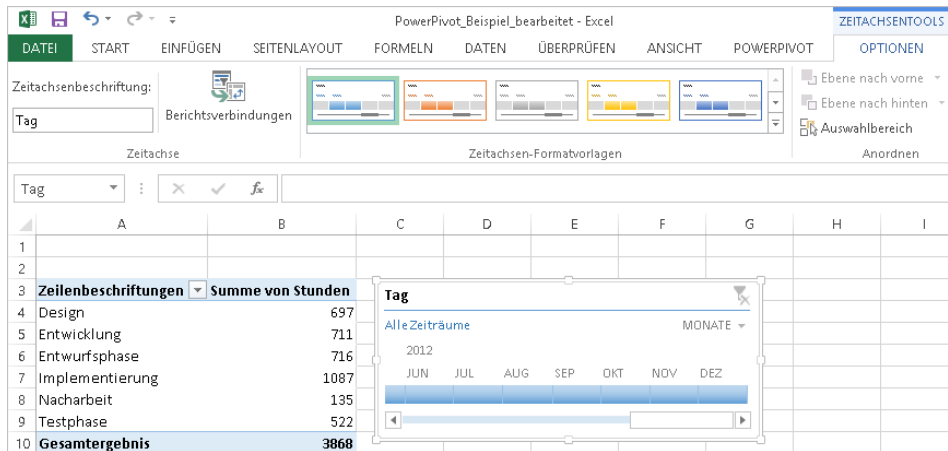 PowerPivot_Beispiel_bearbeitet - Excel
ZEITACHSENTOOLS
DATEI START EINFÜGEN SEITENLAYOUT FORMELN DATEN ÜBERPRÜFEN ANSICHT POWERPIVOT OPTIONEN
Zeitachsenbeschriftung:
Tag
Berichtsverbindungen
Ebene nach vorne
Ebene nach hinten
Auswahlbereich
Zeitachse Zeitachsen-Formatvorlagen Anordnen
Tag fx
A B C D E F G H I
1
2
3 Zeilenbeschriftungen Summe von Stunden
4 Design 697
5 Entwicklung 711
6 Entwurfsphase 716
7 Implementierung 1087
8 Nacharbeit 135
9 Testphase 522
10 Gesamtergebnis 3868
Tag
Alle Zeiträume MONATE
2012
JUN JUL AUG SEP OKT NOV DEZ